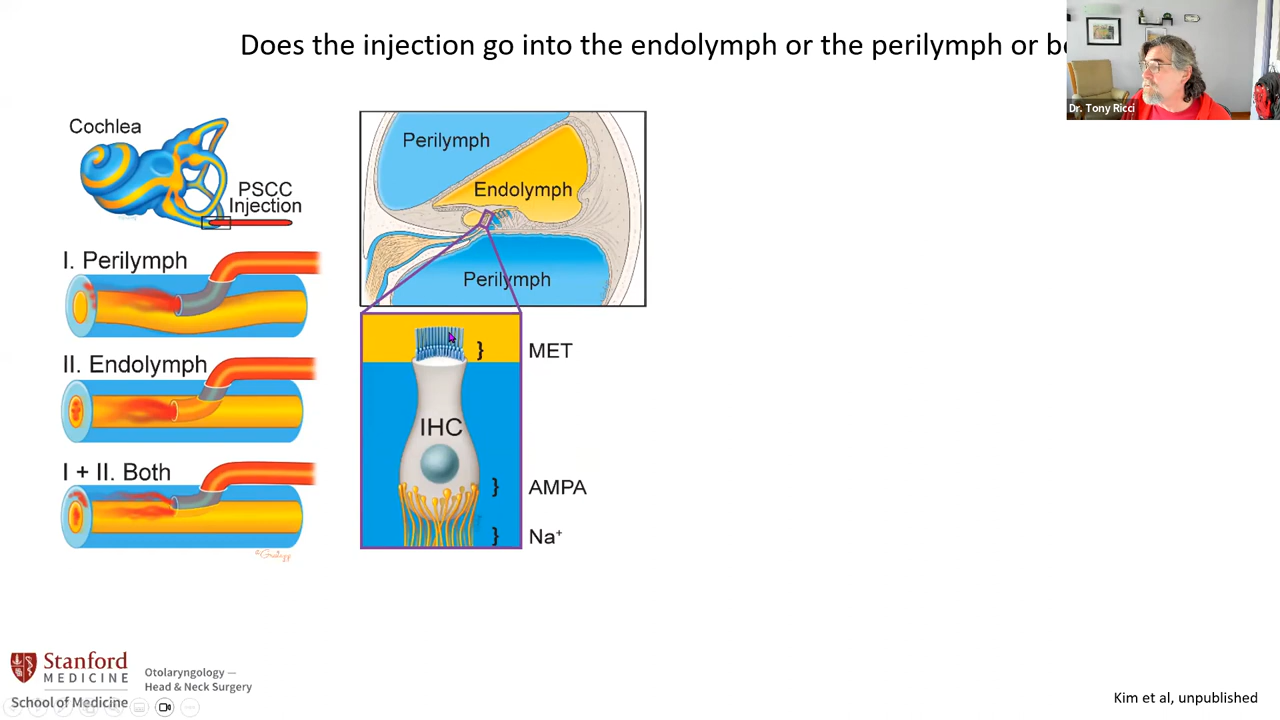 Does the injection go into the endolymph or the perilymph or
Dr. Tony Ricci
Cochlea
PSCC
Injection
I. Perilymph
II. Endolymph
I + II. Both
Perilymph
Endolymph
Perilymph
MET
IHC
AMPA
Na⁺
Stanford
MEDICINE
School of Medicine
Otolaryngology —
Head & Neck Surgery
Kim et al, unpublished